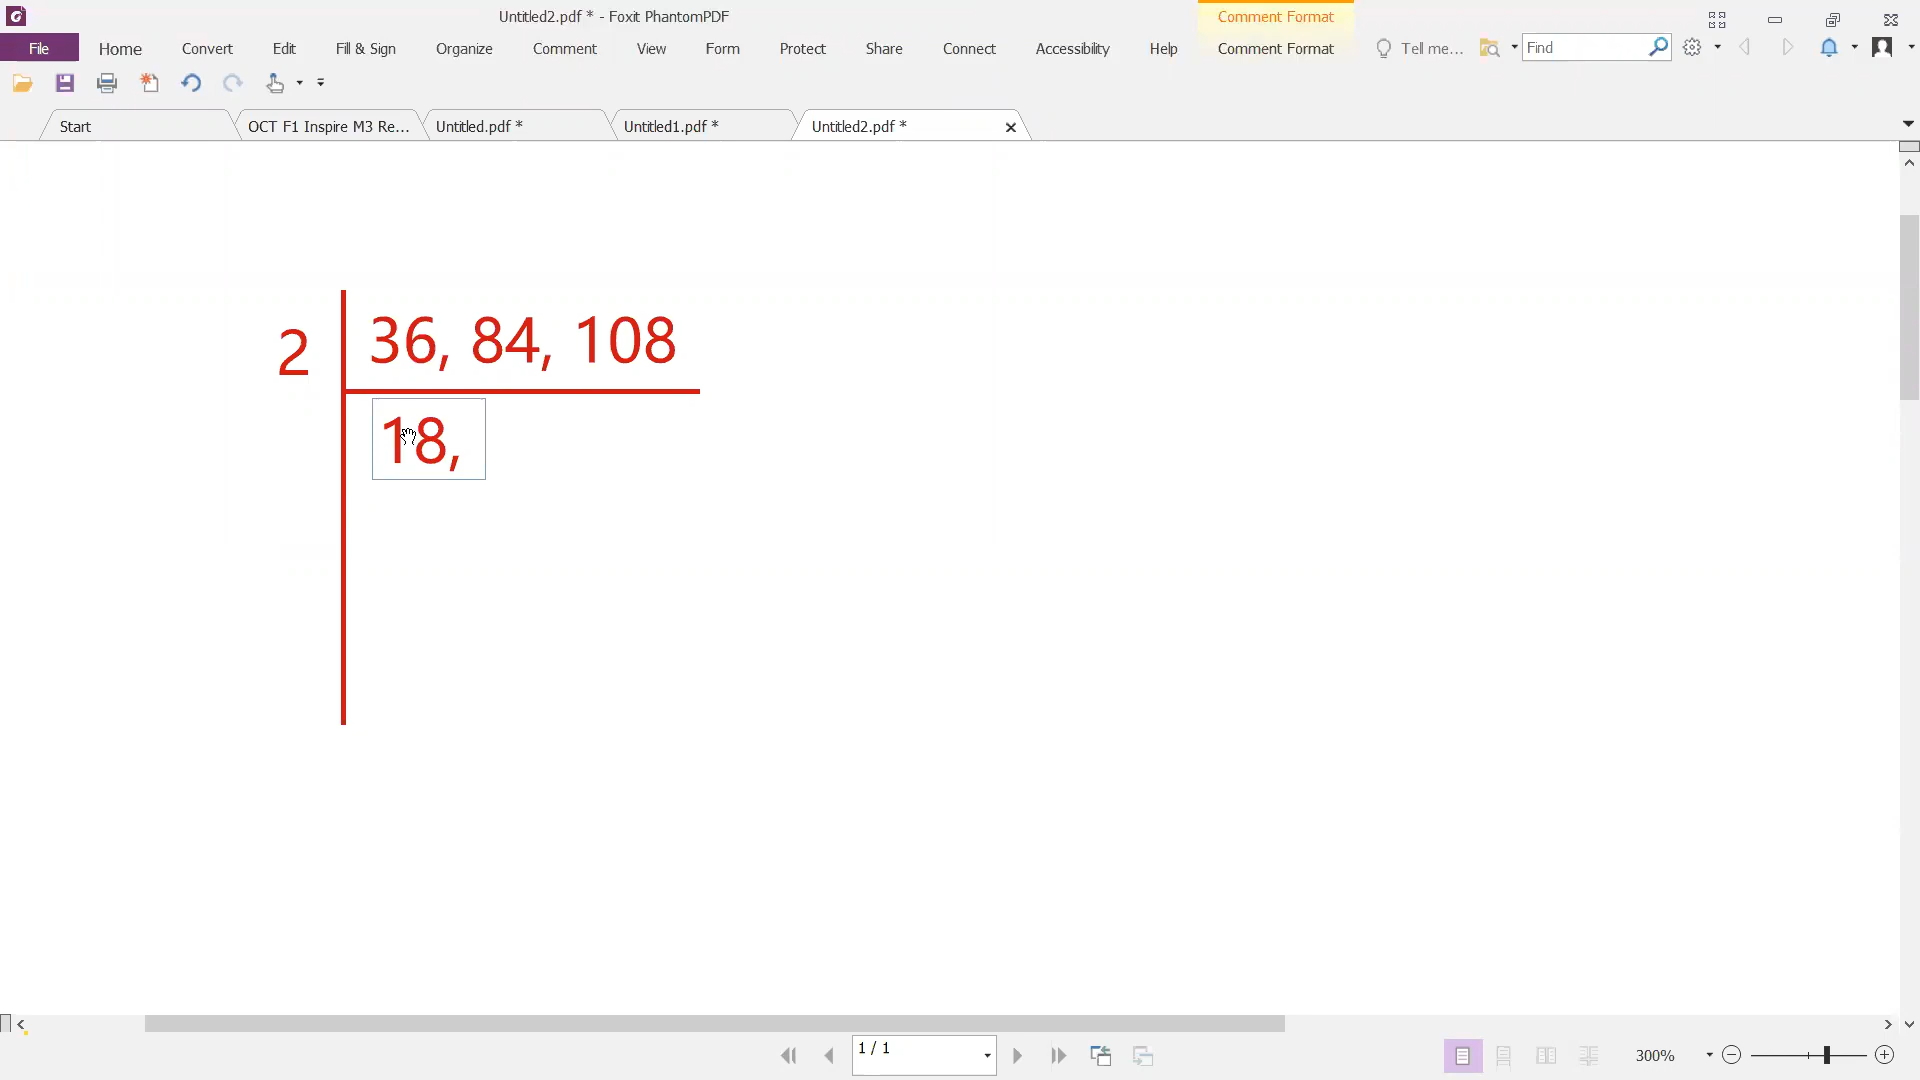 Untitled2.pdf * - Foxit PhantomPDF
Comment Format
File Home Convert Edit Fill & Sign Organize Comment View Form Protect Share Connect Accessibility Help Comment Format Tell me... Find
Start OCT F1 Inspire M3 Re... Untitled.pdf * Untitled1.pdf * Untitled2.pdf *
2 36, 84, 108
18,
1 / 1 300%